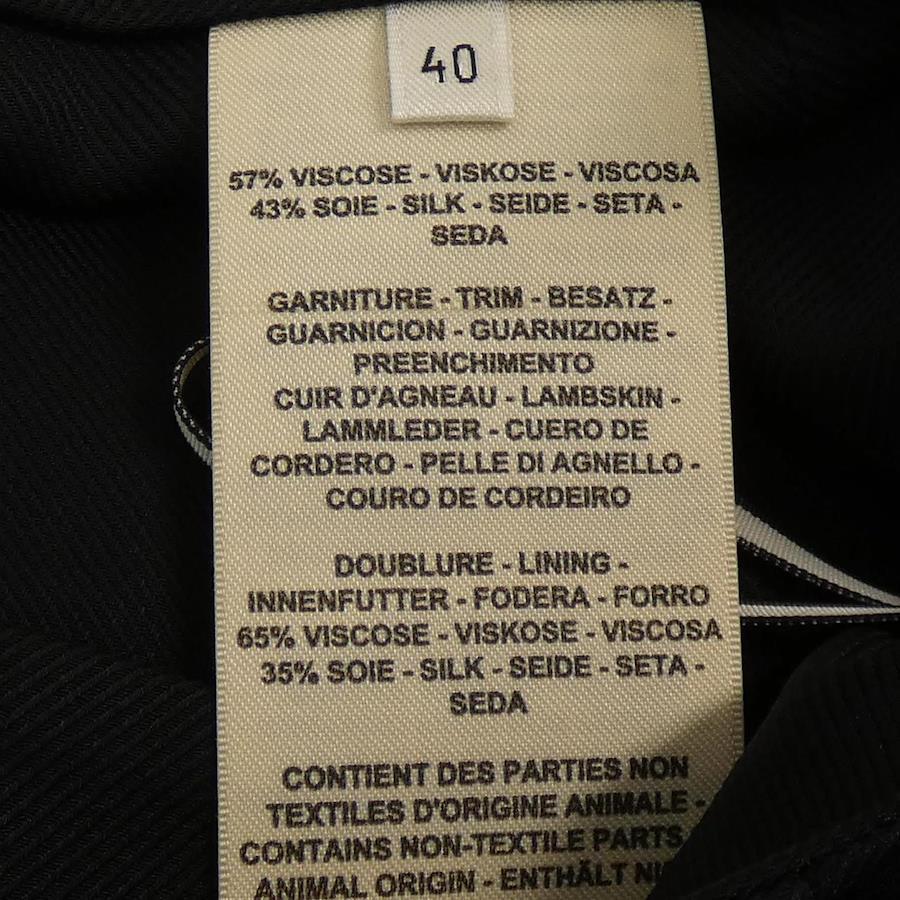 40
57% VISCOSE - VISKOSE - VISCOSA
43% SOIE - SILK - SEIDE - SETA -
SEDA
GARNITURE - TRIM - BESATZ -
GUARNICION - GUARNIZIONE -
PREENCHIMENTO
CUIR D'AGNEAU - LAMBSKIN -
LAMMLEDER - CUERO DE
CORDERO - PELLE DI AGNELLO -
COURO DE CORDEIRO
DOUBLURE - LINING -
INNENFUTTER - FODERA - FORRO
65% VISCOSE - VISKOSE - VISCOSA
35% SOIE - SILK - SEIDE - SETA -
SEDA
CONTIENT DES PARTIES NON
TEXTILES D'ORIGINE ANIMALE -
CONTAINS NON-TEXTILE PARTS
ANIMAL ORIGIN - ENTHÄLT